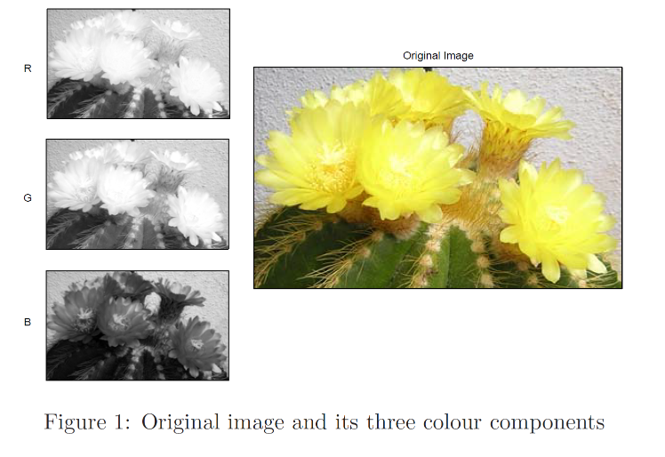 R
Original Image
G
B
Figure 1: Original image and its three colour components